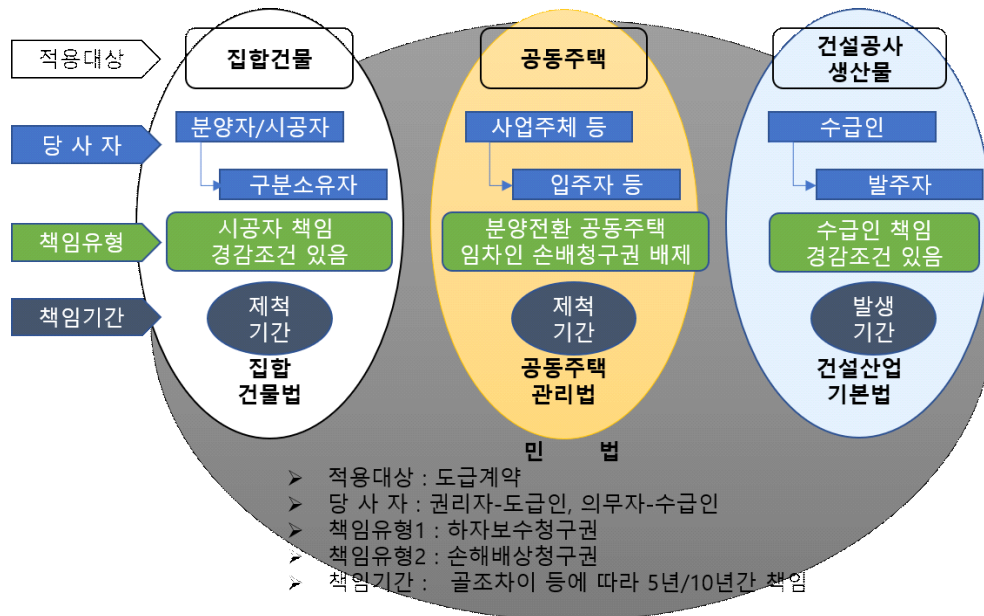 적용대상
집합건물
공동주택
건설공사
생산물
당 사 자
분양자/시공자
구분소유자
사업주체 등
입주자 등
수급인
발주자
책임유형
시공자 책임
경감조건 있음
분양전환 공동주택
임차인 손배청구권 배제
수급인 책임
경감조건 있음
책임기간
제척
기간
제척
기간
발생
기간
집합
건물법
공동주택
관리법
건설산업
기본법
민 법
➢ 적용대상 : 도급계약
➢ 당 사 자 : 권리자-도급인, 의무자-수급인
➢ 책임유형1 : 하자보수청구권
➢ 책임유형2 : 손해배상청구권
➢ 책임기간 : 골조차이 등에 따라 5년/10년간 책임